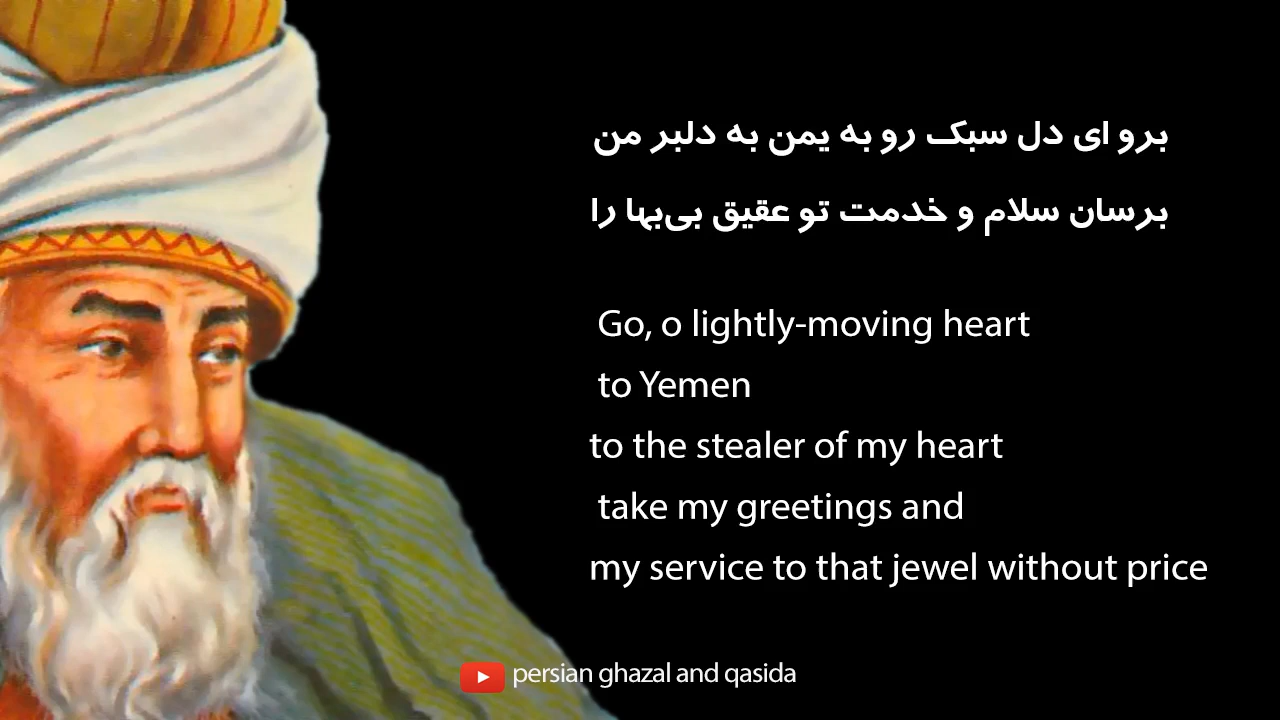 برو ای دل سبک رو به یمن به دلبر من
برسان سلام و خدمت تو عقیق بی‌بها را
Go, o lightly-moving heart
to Yemen
to the stealer of my heart
take my greetings and
my service to that jewel without price
persian ghazal and qasida